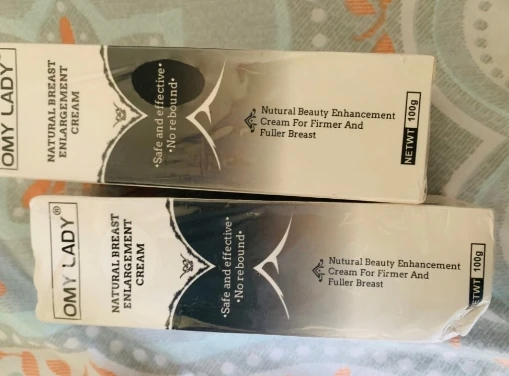 OMY LADY
NATURAL BREAST
ENLARGEMENT
CREAM
•Safe and effective•
•No rebound•
Nutural Beauty Enhancement
Cream For Firmer And
Fuller Breast
NETWT 100g
OMY LADY®
NATURAL BREAST
ENLARGEMENT
CREAM
•Safe and effective•
•No rebound•
Nutural Beauty Enhancement
Cream For Firmer And
Fuller Breast
ETWT 100g